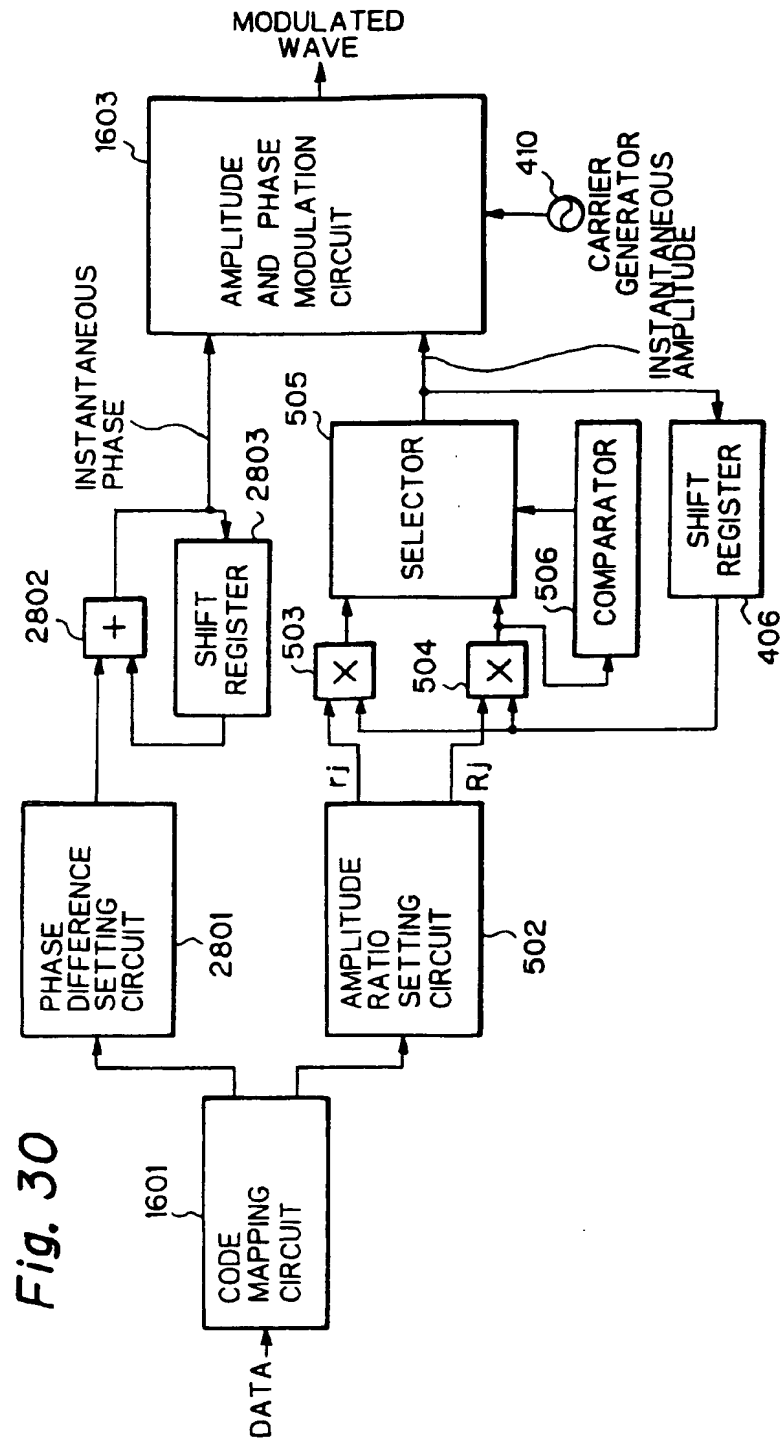 Fig. 30
DATA
1601
CODE
MAPPING
CIRCUIT
PHASE
DIFFERENCE
SETTING
CIRCUIT
2801
2802
+
SHIFT
REGISTER
2803
INSTANTANEOUS
PHASE
AMPLITUDE
RATIO
SETTING
CIRCUIT
502
rj
Rj
503
X
504
X
505
SELECTOR
506
COMPARATOR
SHIFT
REGISTER
406
INSTANTANEOUS
AMPLITUDE
1603
AMPLITUDE
AND PHASE
MODULATION
CIRCUIT
410
CARRIER
GENERATOR
MODULATED
WAVE